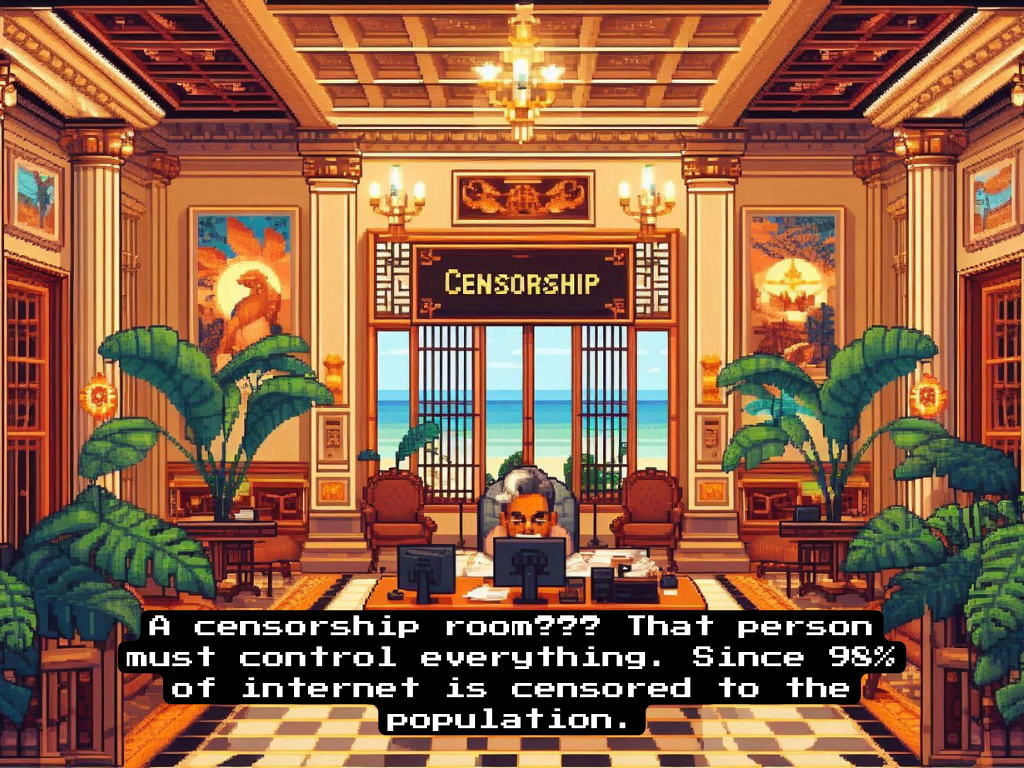 CENSORSHIP
A censorship room??? That person
must control everything. Since 98%
of internet is censored to the
population.